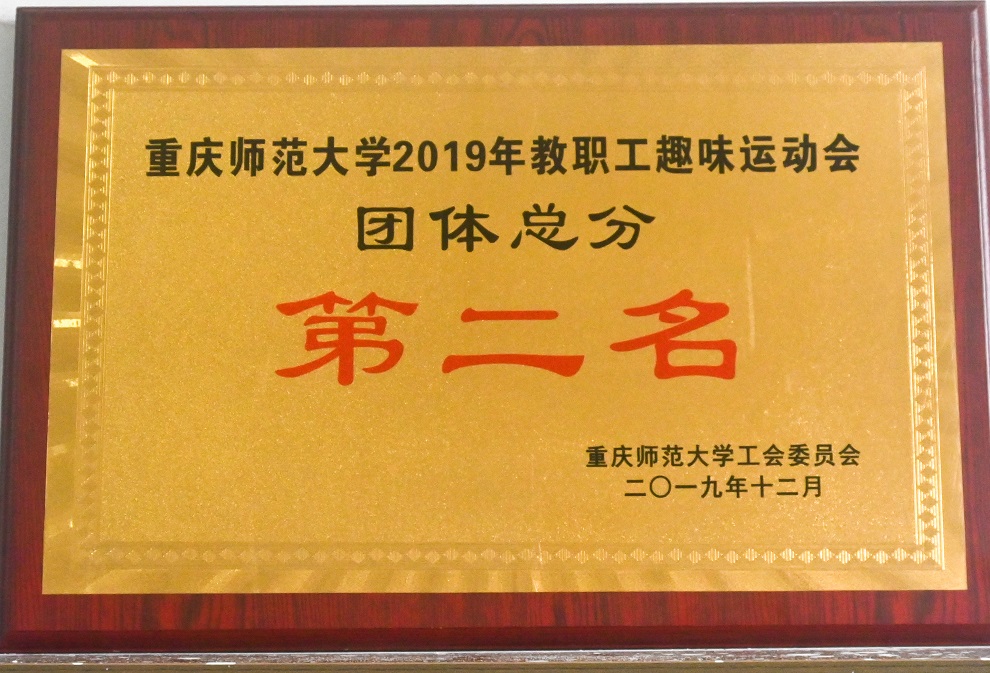 重庆师范大学2019年教职工趣味运动会
团体总分
第二名
重庆师范大学工会委员会
二〇一九年十二月